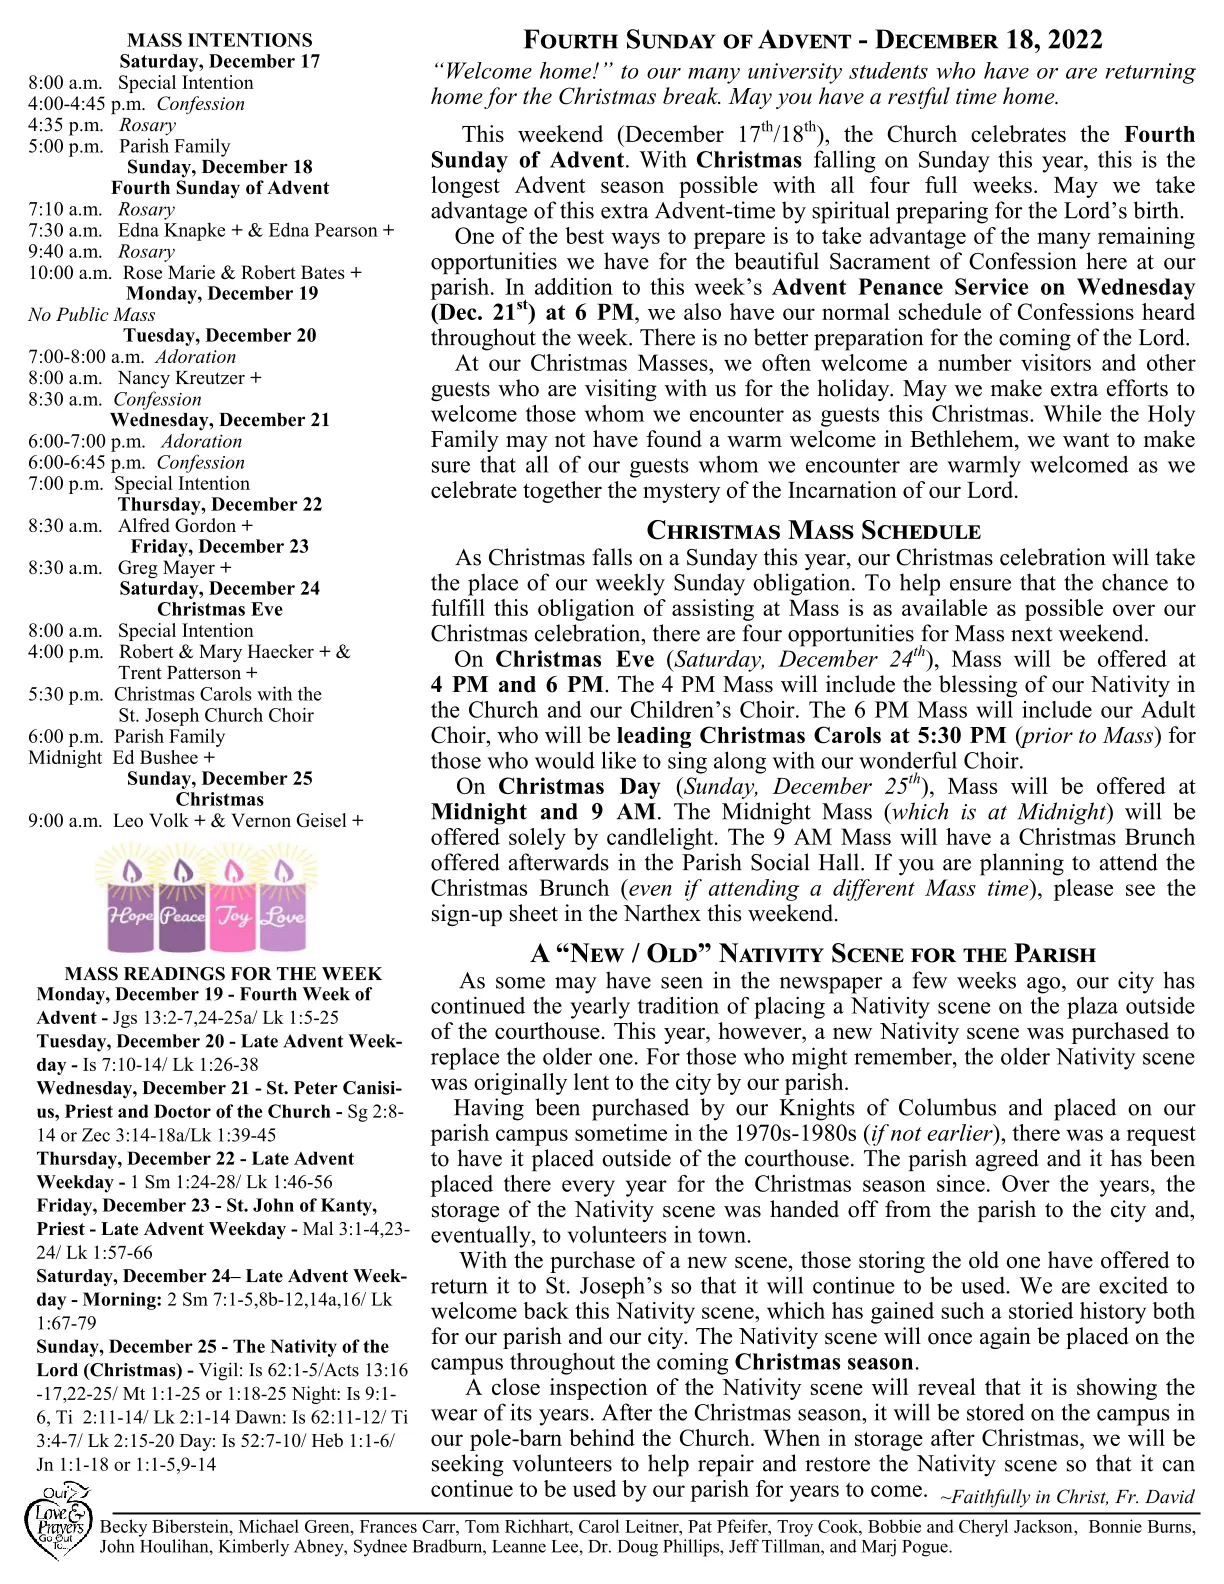 MASS INTENTIONS
Saturday, December 17
8:00 a.m. Special Intention
4:00-4:45 p.m. Confession
4:35 p.m. Rosary
5:00 p.m. Parish Family
Sunday, December 18
Fourth Sunday of Advent
7:10 a.m. Rosary
7:30 a.m. Edna Knapke + & Edna Pearson +
9:40 a.m. Rosary
10:00 a.m. Rose Marie & Robert Bates +
Monday, December 19
No Public Mass
Tuesday, December 20
7:00-8:00 a.m. Adoration
8:00 a.m. Nancy Kreutzer +
8:30 a.m. Confession
Wednesday, December 21
6:00-7:00 p.m. Adoration
6:00-6:45 p.m. Confession
7:00 p.m. Special Intention
Thursday, December 22
8:30 a.m. Alfred Gordon +
Friday, December 23
8:30 a.m. Greg Mayer +
Saturday, December 24
Christmas Eve
8:00 a.m. Special Intention
4:00 p.m. Robert & Mary Haecker + &
Trent Patterson +
5:30 p.m. Christmas Carols with the
St. Joseph Church Choir
6:00 p.m. Parish Family
Midnight Ed Bushee +
Sunday, December 25
Christmas
9:00 a.m. Leo Volk + & Vernon Geisel +
Hope Peace Joy Love
MASS READINGS FOR THE WEEK
Monday, December 19 - Fourth Week of
Advent - Jgs 13:2-7,24-25a/ Lk 1:5-25
Tuesday, December 20 - Late Advent Week-
day - Is 7:10-14/ Lk 1:26-38
Wednesday, December 21 - St. Peter Canisi-
us, Priest and Doctor of the Church - Sg 2:8-
14 or Zec 3:14-18a/Lk 1:39-45
Thursday, December 22 - Late Advent
Weekday - 1 Sm 1:24-28/ Lk 1:46-56
Friday, December 23 - St. John of Kanty,
Priest - Late Advent Weekday - Mal 3:1-4,23-
24/ Lk 1:57-66
Saturday, December 24– Late Advent Week-
day - Morning: 2 Sm 7:1-5,8b-12,14a,16/ Lk
1:67-79
Sunday, December 25 - The Nativity of the
Lord (Christmas) - Vigil: Is 62:1-5/Acts 13:16
-17,22-25/ Mt 1:1-25 or 1:18-25 Night: Is 9:1-
6, Ti 2:11-14/ Lk 2:1-14 Dawn: Is 62:11-12/ Ti
3:4-7/ Lk 2:15-20 Day: Is 52:7-10/ Heb 1:1-6/
Jn 1:1-18 or 1:1-5,9-14
FOURTH SUNDAY OF ADVENT - DECEMBER 18, 2022
“Welcome home!” to our many university students who have or are returning
home for the Christmas break. May you have a restful time home.
This weekend (December 17th/18th), the Church celebrates the Fourth
Sunday of Advent. With Christmas falling on Sunday this year, this is the
longest Advent season possible with all four full weeks. May we take
advantage of this extra Advent-time by spiritual preparing for the Lord’s birth.
One of the best ways to prepare is to take advantage of the many remaining
opportunities we have for the beautiful Sacrament of Confession here at our
parish. In addition to this week’s Advent Penance Service on Wednesday
(Dec. 21st) at 6 PM, we also have our normal schedule of Confessions heard
throughout the week. There is no better preparation for the coming of the Lord.
At our Christmas Masses, we often welcome a number visitors and other
guests who are visiting with us for the holiday. May we make extra efforts to
welcome those whom we encounter as guests this Christmas. While the Holy
Family may not have found a warm welcome in Bethlehem, we want to make
sure that all of our guests whom we encounter are warmly welcomed as we
celebrate together the mystery of the Incarnation of our Lord.
CHRISTMAS MASS SCHEDULE
As Christmas falls on a Sunday this year, our Christmas celebration will take
the place of our weekly Sunday obligation. To help ensure that the chance to
fulfill this obligation of assisting at Mass is as available as possible over our
Christmas celebration, there are four opportunities for Mass next weekend.
On Christmas Eve (Saturday, December 24th), Mass will be offered at
4 PM and 6 PM. The 4 PM Mass will include the blessing of our Nativity in
the Church and our Children’s Choir. The 6 PM Mass will include our Adult
Choir, who will be leading Christmas Carols at 5:30 PM (prior to Mass) for
those who would like to sing along with our wonderful Choir.
On Christmas Day (Sunday, December 25th), Mass will be offered at
Midnight and 9 AM. The Midnight Mass (which is at Midnight) will be
offered solely by candlelight. The 9 AM Mass will have a Christmas Brunch
offered afterwards in the Parish Social Hall. If you are planning to attend the
Christmas Brunch (even if attending a different Mass time), please see the
sign-up sheet in the Narthex this weekend.
A “NEW / OLD” NATIVITY SCENE FOR THE PARISH
As some may have seen in the newspaper a few weeks ago, our city has
continued the yearly tradition of placing a Nativity scene on the plaza outside
of the courthouse. This year, however, a new Nativity scene was purchased to
replace the older one. For those who might remember, the older Nativity scene
was originally lent to the city by our parish.
Having been purchased by our Knights of Columbus and placed on our
parish campus sometime in the 1970s-1980s (if not earlier), there was a request
to have it placed outside of the courthouse. The parish agreed and it has been
placed there every year for the Christmas season since. Over the years, the
storage of the Nativity scene was handed off from the parish to the city and,
eventually, to volunteers in town.
With the purchase of a new scene, those storing the old one have offered to
return it to St. Joseph’s so that it will continue to be used. We are excited to
welcome back this Nativity scene, which has gained such a storied history both
for our parish and our city. The Nativity scene will once again be placed on the
campus throughout the coming Christmas season.
A close inspection of the Nativity scene will reveal that it is showing the
wear of its years. After the Christmas season, it will be stored on the campus in
our pole-barn behind the Church. When in storage after Christmas, we will be
seeking volunteers to help repair and restore the Nativity scene so that it can
continue to be used by our parish for years to come. ~Faithfully in Christ, Fr. David
Our
Love &
Prayers
Go Out
To...
Becky Biberstein, Michael Green, Frances Carr, Tom Richhart, Carol Leitner, Pat Pfeifer, Troy Cook, Bobbie and Cheryl Jackson, Bonnie Burns,
John Houlihan, Kimberly Abney, Sydnee Bradburn, Leanne Lee, Dr. Doug Phillips, Jeff Tillman, and Marj Pogue.